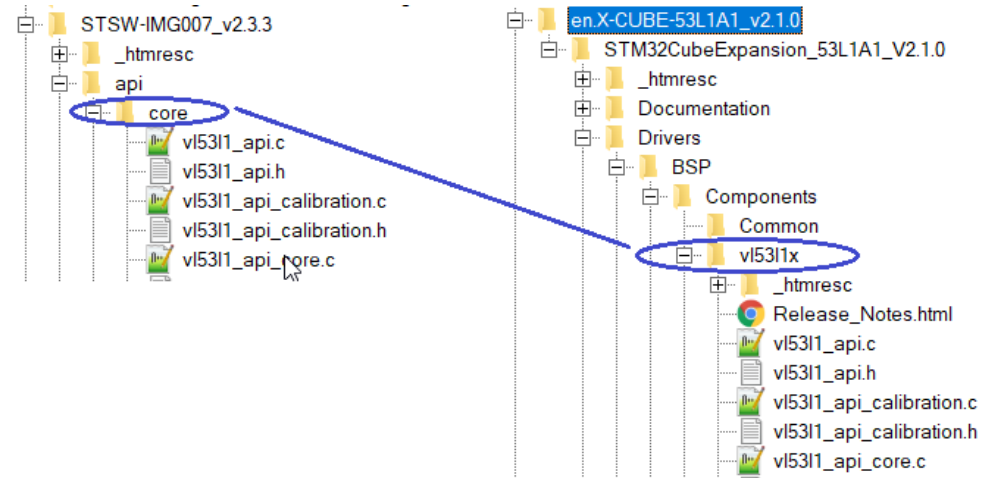 STSW-IMG007_v2.3.3
_htmresc
api
core
vl53l1_api.c
vl53l1_api.h
vl53l1_api_calibration.c
vl53l1_api_calibration.h
vl53l1_api_core.c
en.X-CUBE-53L1A1_v2.1.0
STM32CubeExpansion_53L1A1_V2.1.0
_htmresc
Documentation
Drivers
BSP
Components
Common
vl53l1x
_htmresc
Release_Notes.html
vl53l1_api.c
vl53l1_api.h
vl53l1_api_calibration.c
vl53l1_api_calibration.h
vl53l1_api_core.c